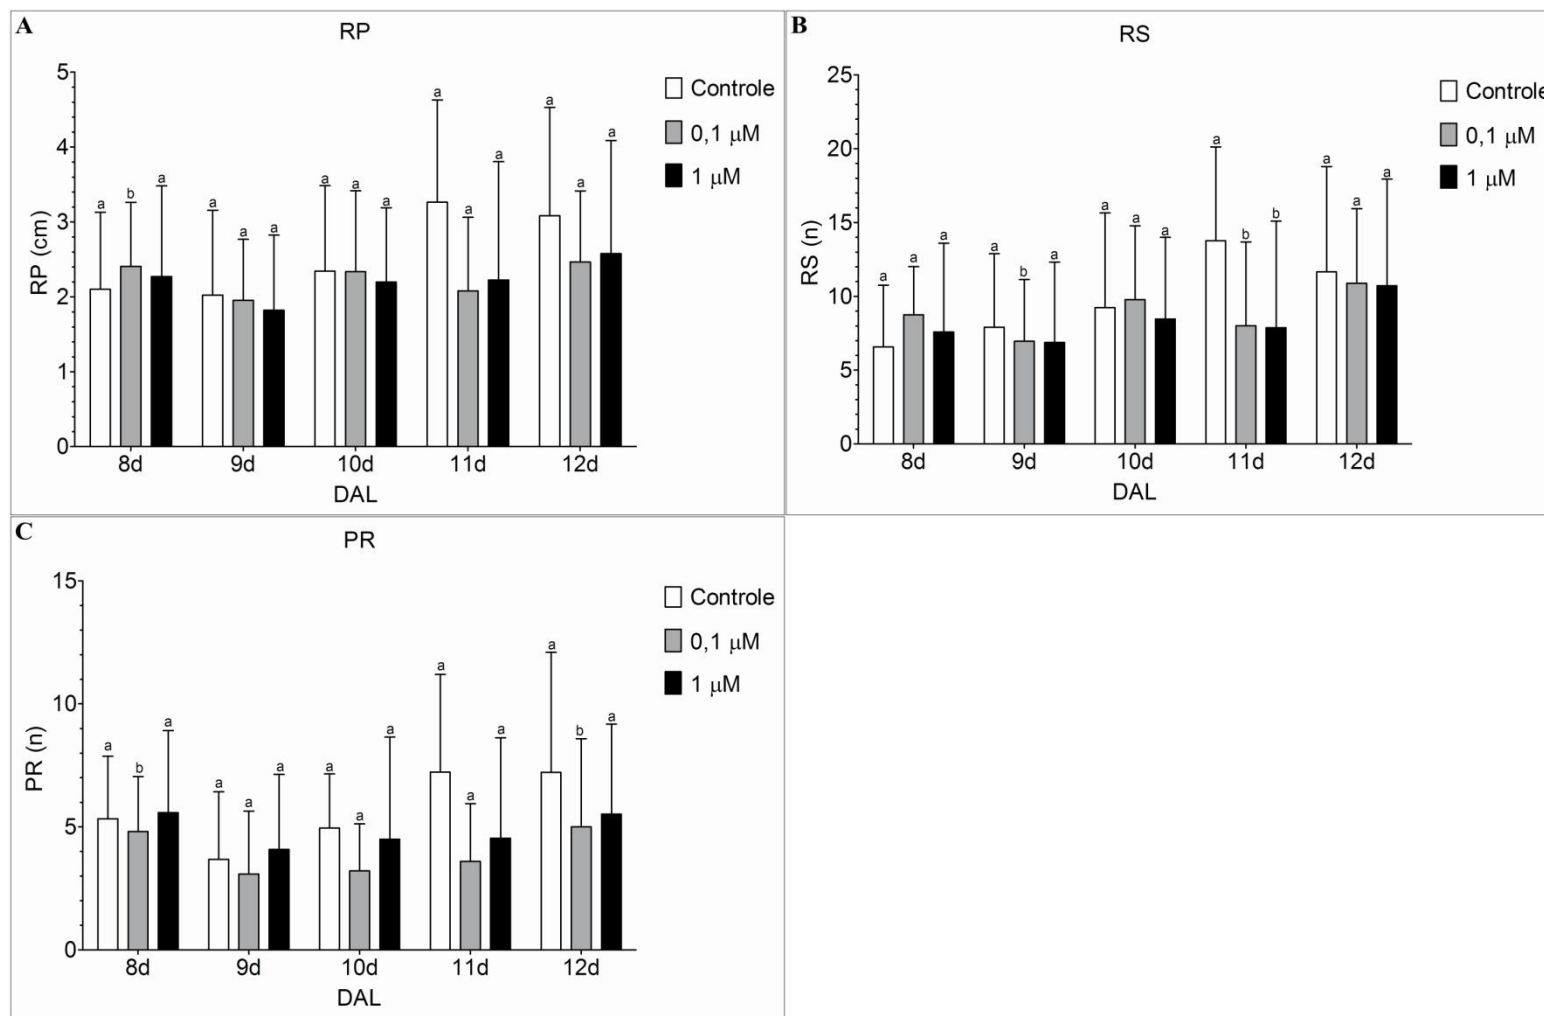 A
RP
RP (cm)
5
4
3
2
1
0
a b a
a a a
a a a
a a a
a a a
8d 9d 10d 11d 12d
DAL
Controle
0,1 μM
1 μM
B
RS
RS (n)
25
20
15
10
5
0
a a a
a b a
a a a
a b b
a a a
8d 9d 10d 11d 12d
DAL
Controle
0,1 μM
1 μM
C
PR
PR (n)
15
10
5
0
a b a
a a a
a a a
a a a
a b a
8d 9d 10d 11d 12d
DAL
Controle
0,1 μM
1 μM